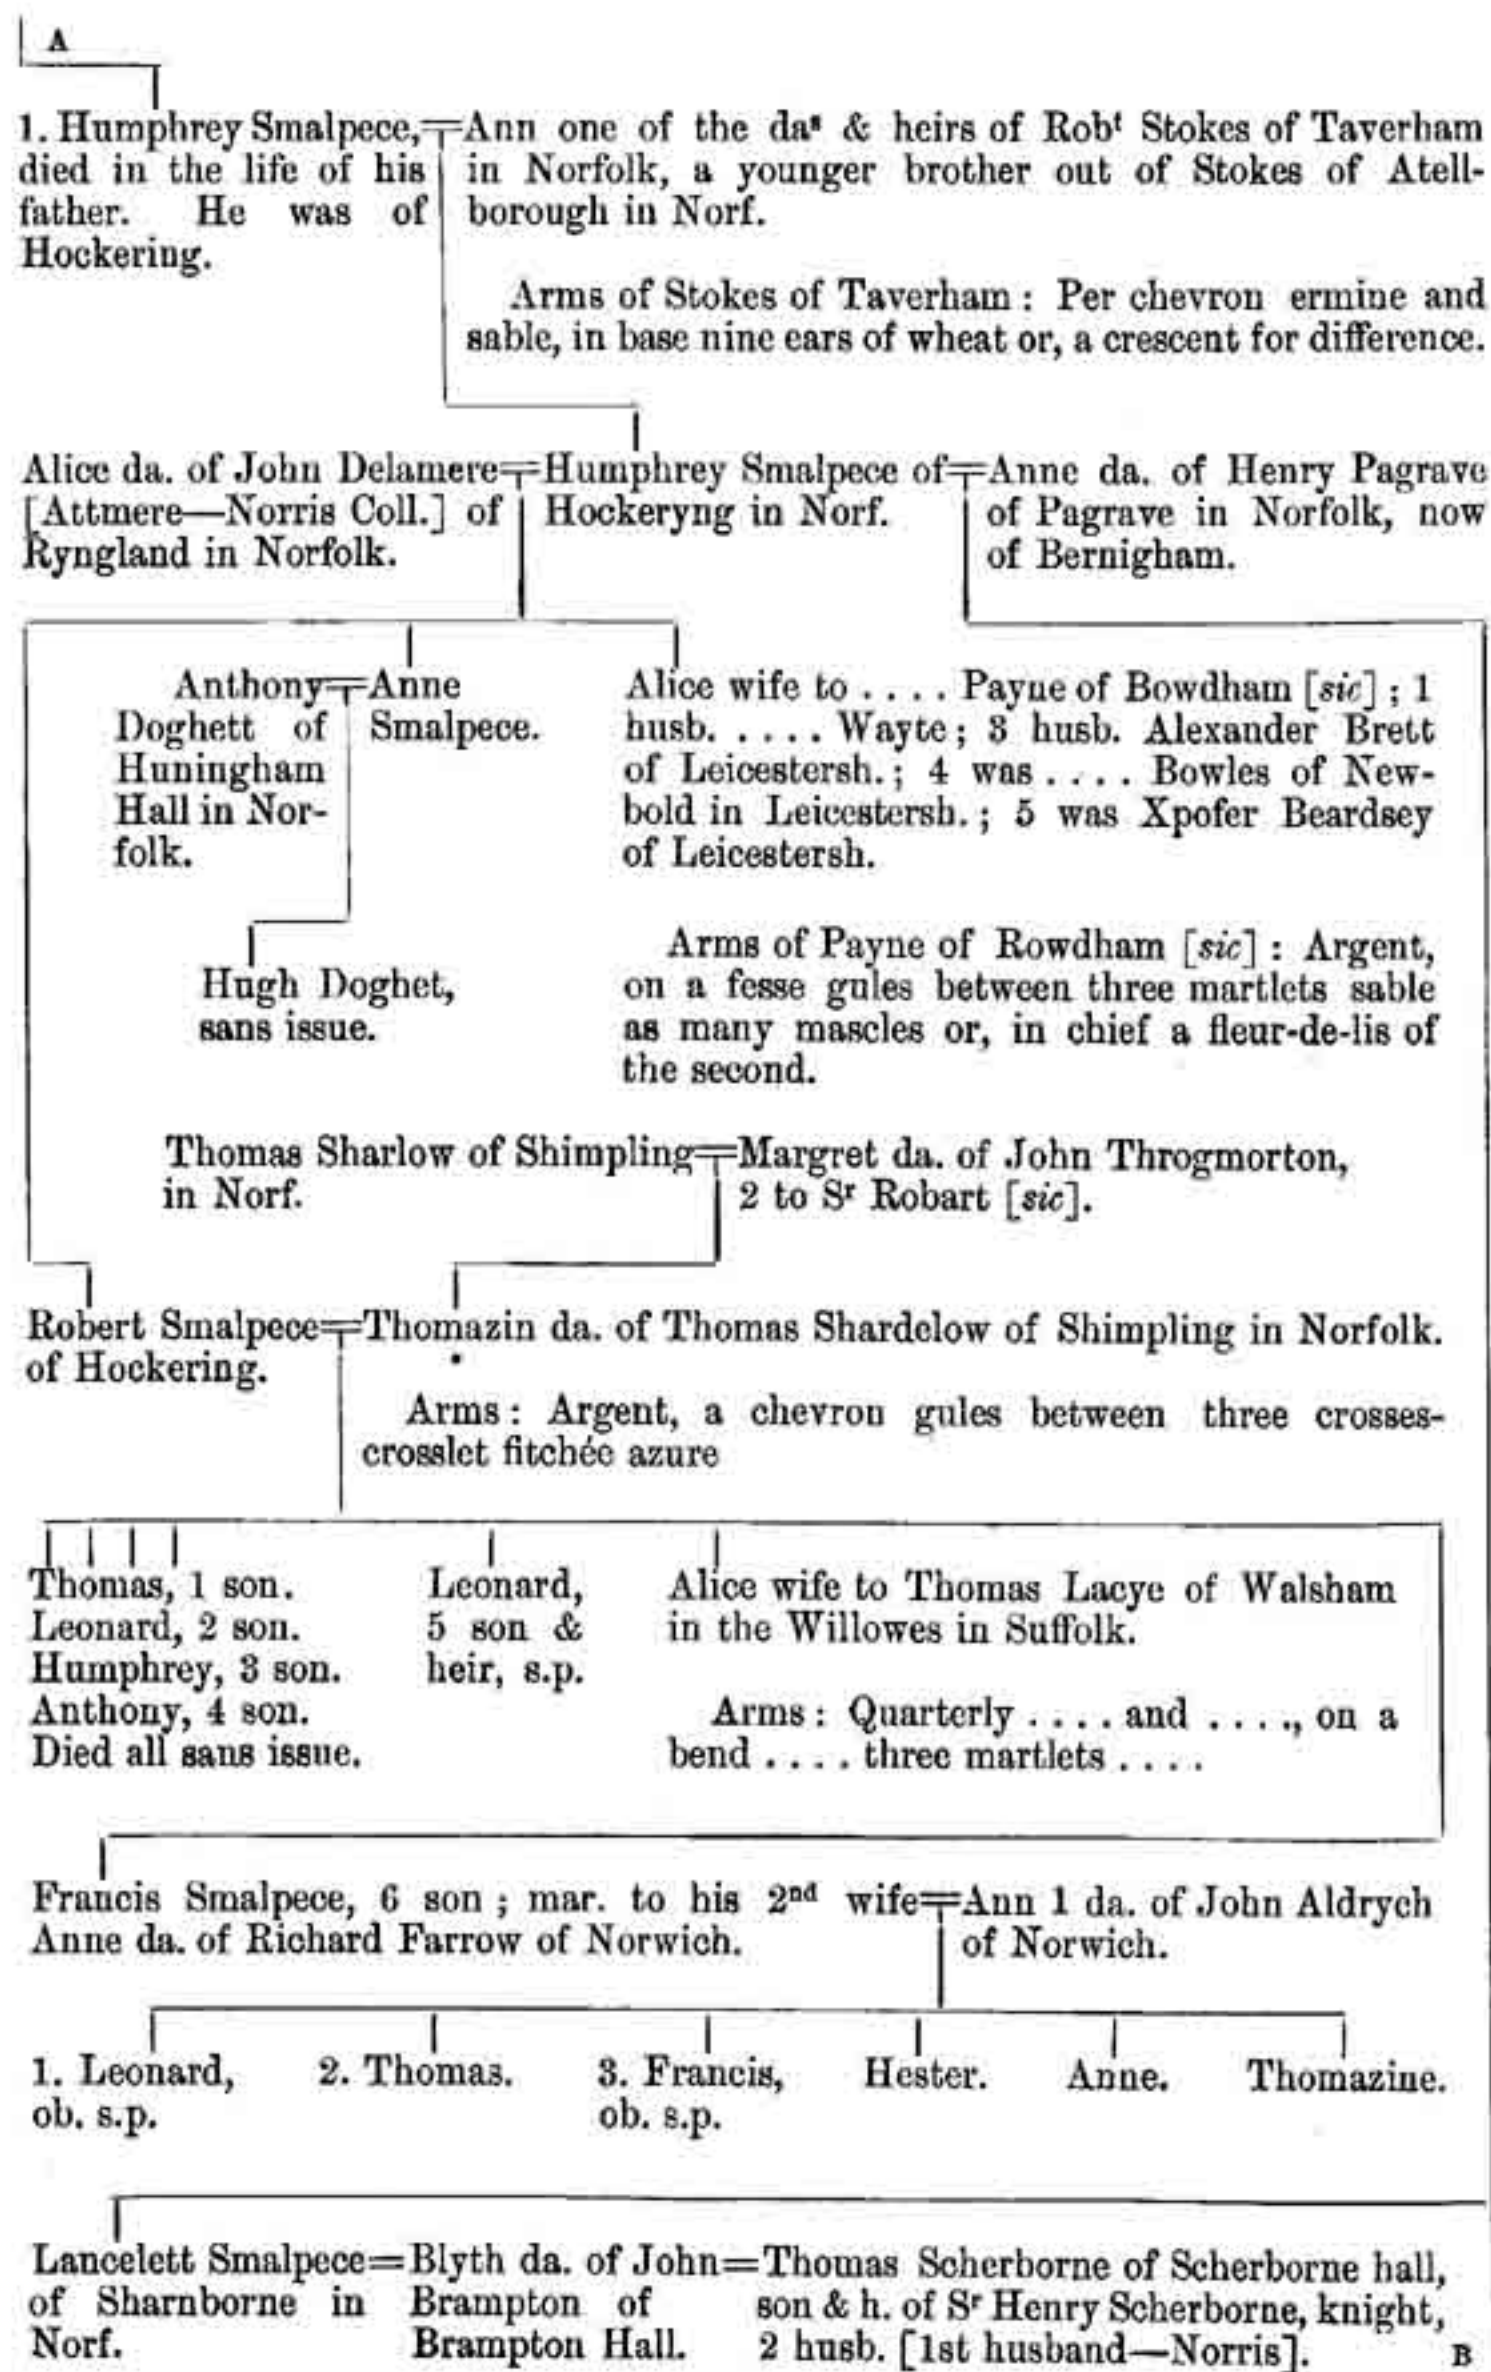 A
1. Humphrey Smalpece,
died in the life of his
father. He was of
Hockering.
Ann one of the daˢ & heirs of Robᵗ Stokes of Taverham
in Norfolk, a younger brother out of Stokes of Atell-
borough in Norf.
Arms of Stokes of Taverham : Per chevron ermine and
sable, in base nine ears of wheat or, a crescent for difference.
Alice da. of John Delamere
[Attmere—Norris Coll.] of
Ryngland in Norfolk.
Humphrey Smalpece of
Hockeryng in Norf.
Anne da. of Henry Pagrave
of Pagrave in Norfolk, now
of Bernigham.
Anthony
Doghett of
Huningham
Hall in Nor-
folk.
Anne
Smalpece.
Alice wife to . . . . Payne of Bowdham [sic] ; 1
husb. . . . . . Wayte ; 3 husb. Alexander Brett
of Leicestersh. ; 4 was . . . . Bowles of New-
bold in Leicestersh. ; 5 was Xpofer Beardsey
of Leicestersh.
Hugh Doghet,
sans issue.
Arms of Payne of Rowdham [sic] : Argent,
on a fesse gules between three martlets sable
as many mascles or, in chief a fleur-de-lis of
the second.
Thomas Sharlow of Shimpling
in Norf.
Margret da. of John Throgmorton,
2 to Sʳ Robart [sic].
Robert Smalpece
of Hockering.
Thomazin da. of Thomas Shardelow of Shimpling in Norfolk.
Arms : Argent, a chevron gules between three crosses-
crosslet fitchée azure
Thomas, 1 son.
Leonard, 2 son.
Humphrey, 3 son.
Anthony, 4 son.
Died all sans issue.
Leonard,
5 son &
heir, s.p.
Alice wife to Thomas Lacye of Walsham
in the Willowes in Suffolk.
Arms : Quarterly . . . . and . . . ., on a
bend . . . . three martlets . . . .
Francis Smalpece, 6 son ; mar. to his 2ⁿᵈ wife
Anne da. of Richard Farrow of Norwich.
Ann 1 da. of John Aldrych
of Norwich.
1. Leonard,
ob. s.p.
2. Thomas.
3. Francis,
ob. s.p.
Hester.
Anne.
Thomazine.
Lancelett Smalpece
of Sharnborne in
Norf.
Blyth da. of John
Brampton of
Brampton Hall.
Thomas Scherborne of Scherborne hall,
son & h. of Sʳ Henry Scherborne, knight,
2 husb. [1st husband—Norris].
B